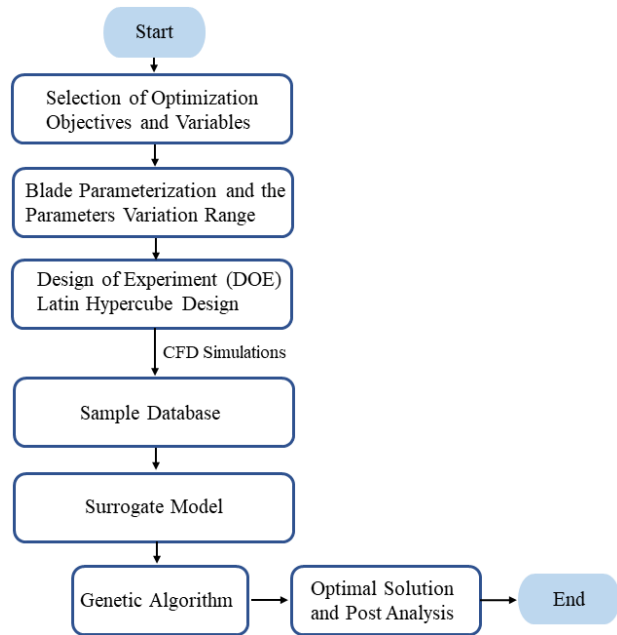 Start
Selection of Optimization
Objectives and Variables
Blade Parameterization and the
Parameters Variation Range
Design of Experiment (DOE)
Latin Hypercube Design
CFD Simulations
Sample Database
Surrogate Model
Genetic Algorithm
Optimal Solution
and Post Analysis
End